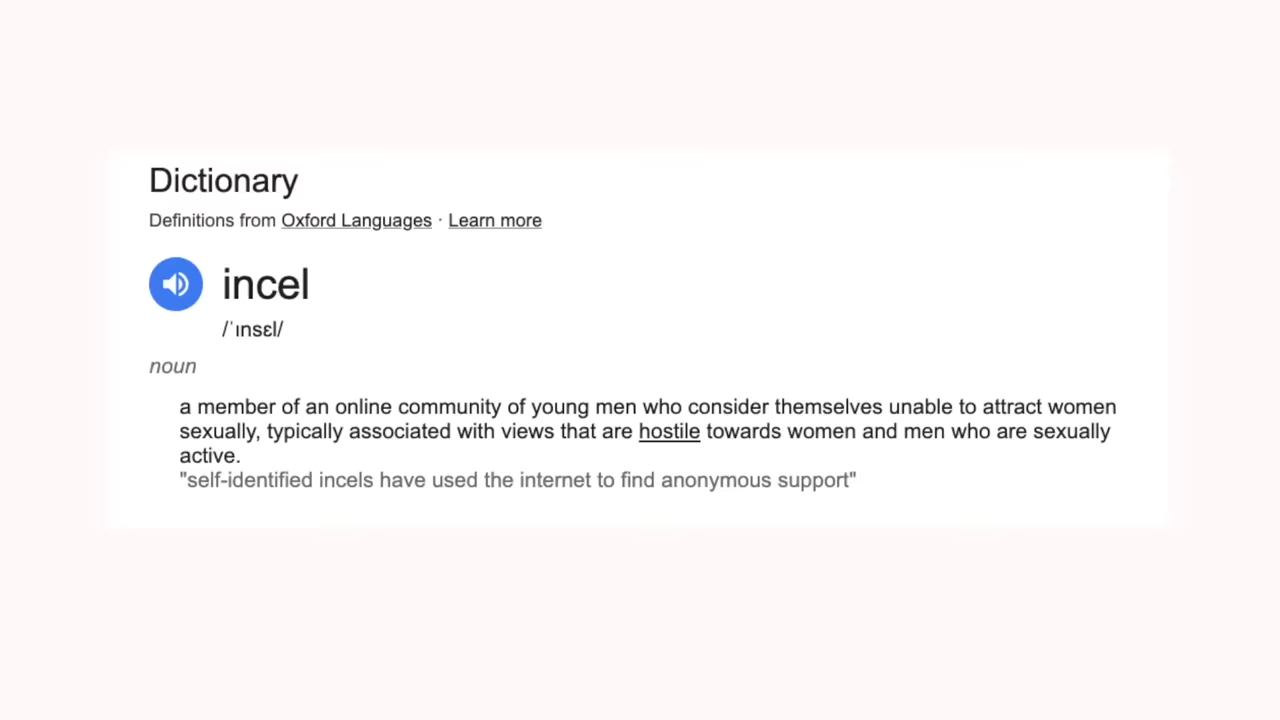 Dictionary
Definitions from Oxford Languages · Learn more
incel
/ˈɪnsɛl/
noun
a member of an online community of young men who consider themselves unable to attract women
sexually, typically associated with views that are hostile towards women and men who are sexually
active.
"self-identified incels have used the internet to find anonymous support"